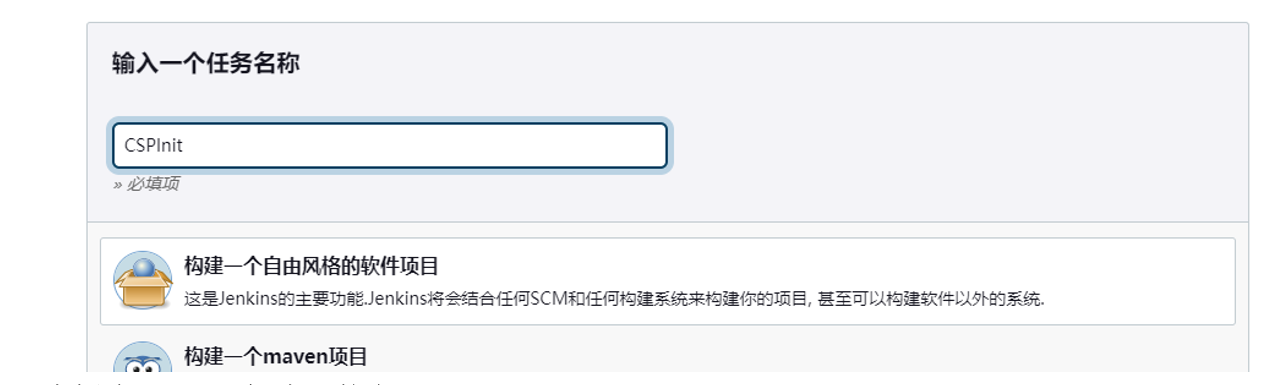 输入一个任务名称
CSPInit
» 必填项
构建一个自由风格的软件项目
这是Jenkins的主要功能.Jenkins将会结合任何SCM和任何构建系统来构建你的项目, 甚至可以构建软件以外的系统.
构建一个maven项目